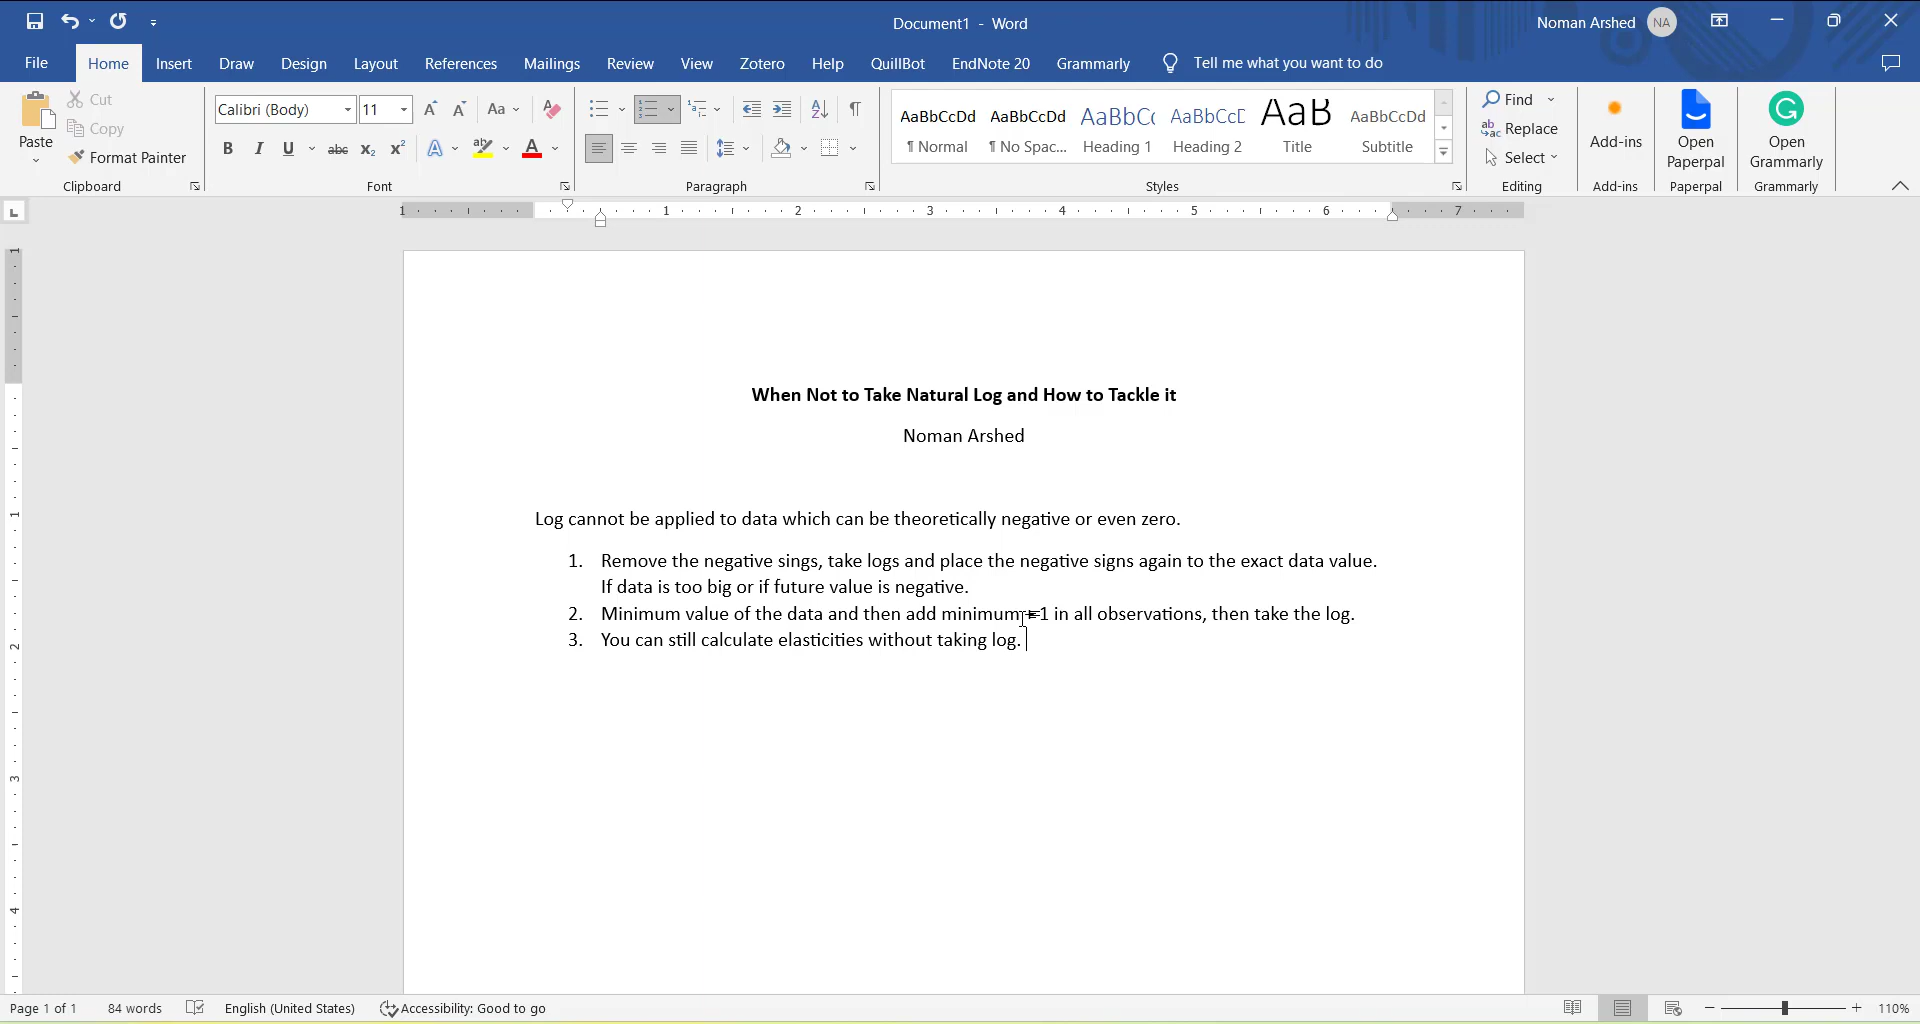 Document1 - Word
Noman Arshed NA
File Home Insert Draw Design Layout References Mailings Review View Zotero Help QuillBot EndNote 20 Grammarly Tell me what you want to do
Paste
Cut
Copy
Format Painter
Clipboard
Calibri (Body) 11
Font
Paragraph
AaBbCcDd AaBbCcDd AaBbCc AaBbCcC AaB AaBbCcDd
¶ Normal ¶ No Spac... Heading 1 Heading 2 Title Subtitle
Styles
Find
Replace
Select
Editing
Add-ins
Add-ins
Open
Paperpal
Paperpal
Open
Grammarly
Grammarly
1 1 2 3 4 5 6 7
When Not to Take Natural Log and How to Tackle it
Noman Arshed
Log cannot be applied to data which can be theoretically negative or even zero.
1. Remove the negative sings, take logs and place the negative signs again to the exact data value.
If data is too big or if future value is negative.
2. Minimum value of the data and then add minimum+1 in all observations, then take the log.
3. You can still calculate elasticities without taking log.
Page 1 of 1 84 words English (United States) Accessibility: Good to go 110%